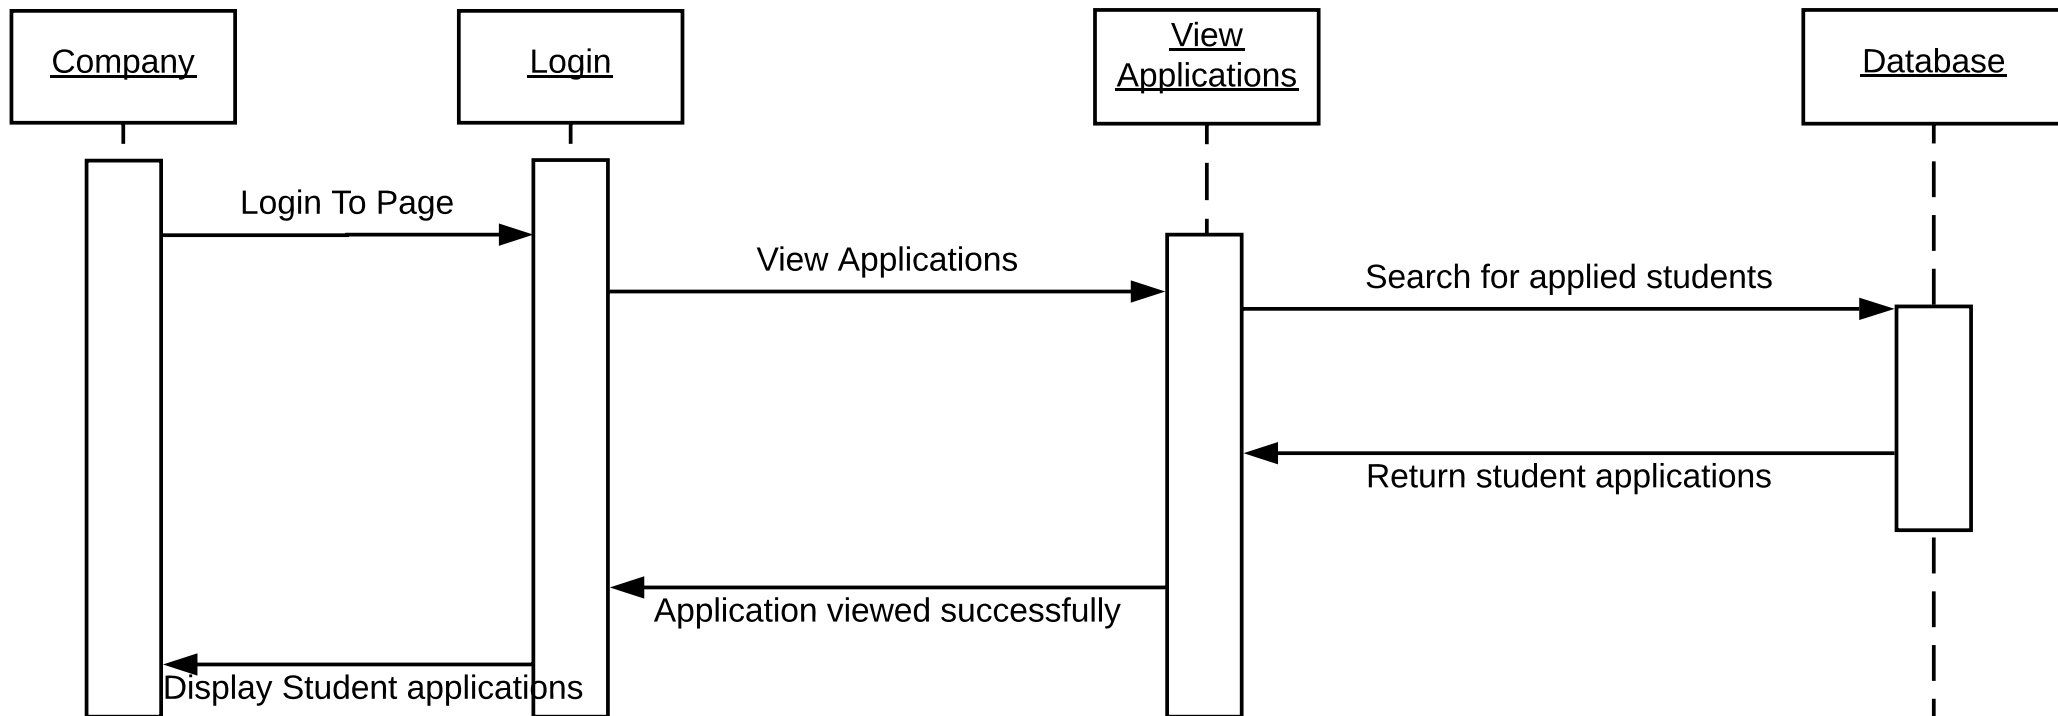 Company
Login
View
Applications
Database
Login To Page
View Applications
Search for applied students
Return student applications
Application viewed successfully
Display Student applications